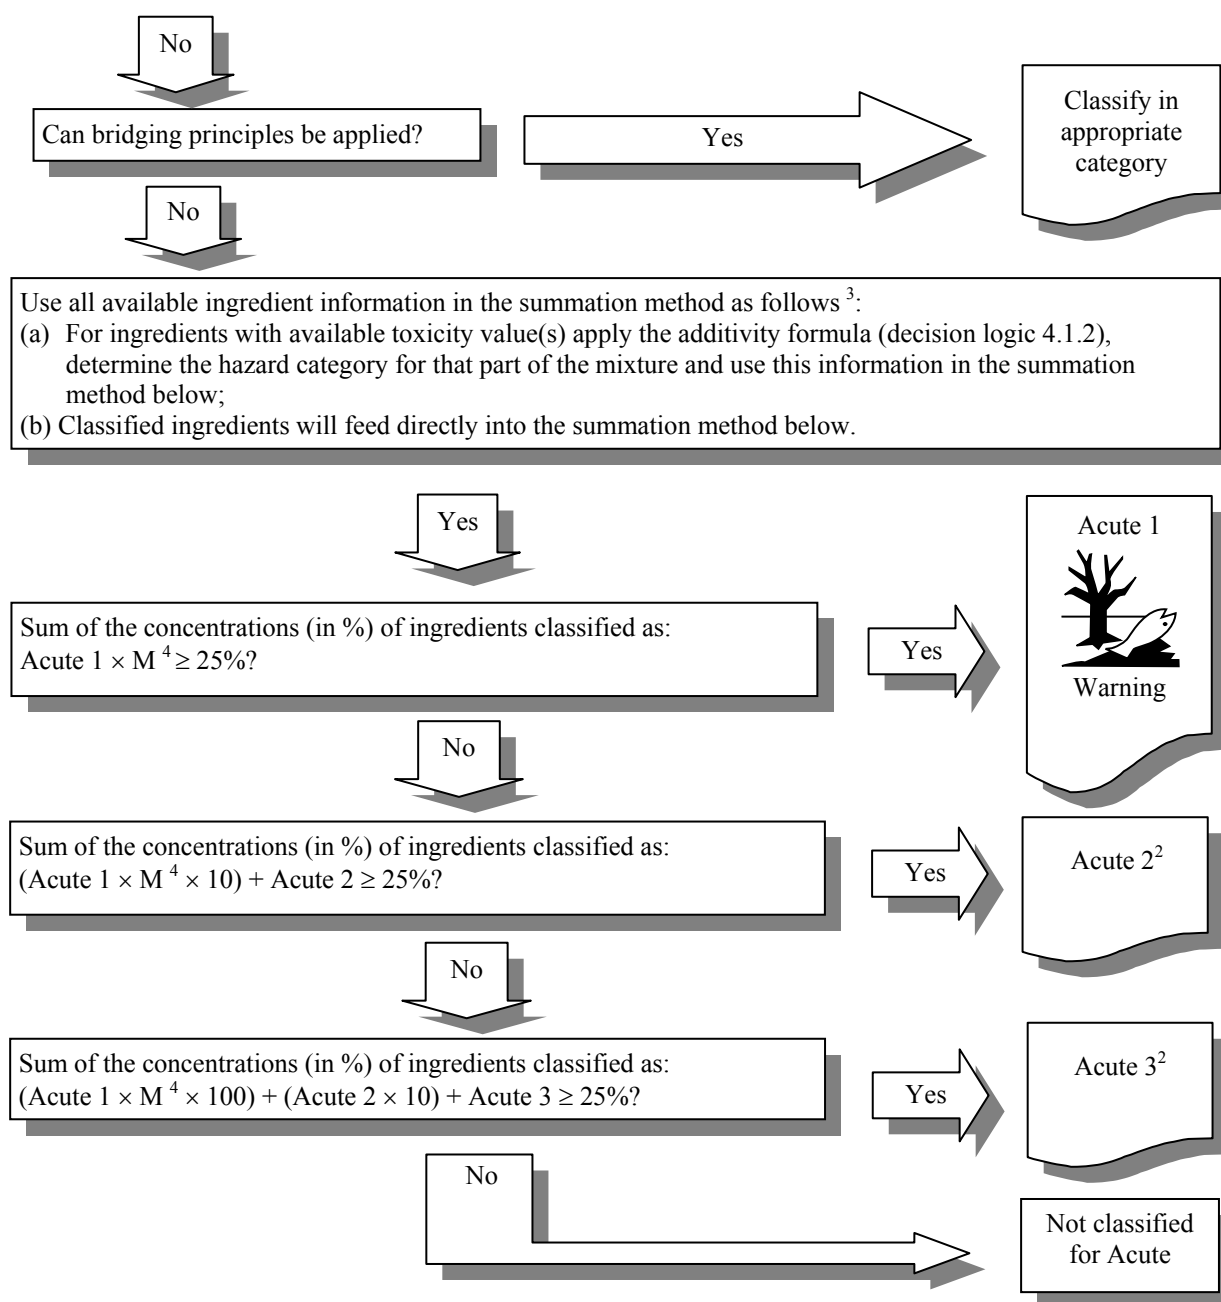 No
Can bridging principles be applied?
Yes
Classify in
appropriate
category
No
Use all available ingredient information in the summation method as follows ³:
(a) For ingredients with available toxicity value(s) apply the additivity formula (decision logic 4.1.2),
determine the hazard category for that part of the mixture and use this information in the summation
method below;
(b) Classified ingredients will feed directly into the summation method below.
Yes
Sum of the concentrations (in %) of ingredients classified as:
Acute 1 × M ⁴ ≥ 25%?
Yes
Acute 1
Warning
No
Sum of the concentrations (in %) of ingredients classified as:
(Acute 1 × M ⁴ × 10) + Acute 2 ≥ 25%?
Yes
Acute 2²
No
Sum of the concentrations (in %) of ingredients classified as:
(Acute 1 × M ⁴ × 100) + (Acute 2 × 10) + Acute 3 ≥ 25%?
Yes
Acute 3²
No
Not classified
for Acute